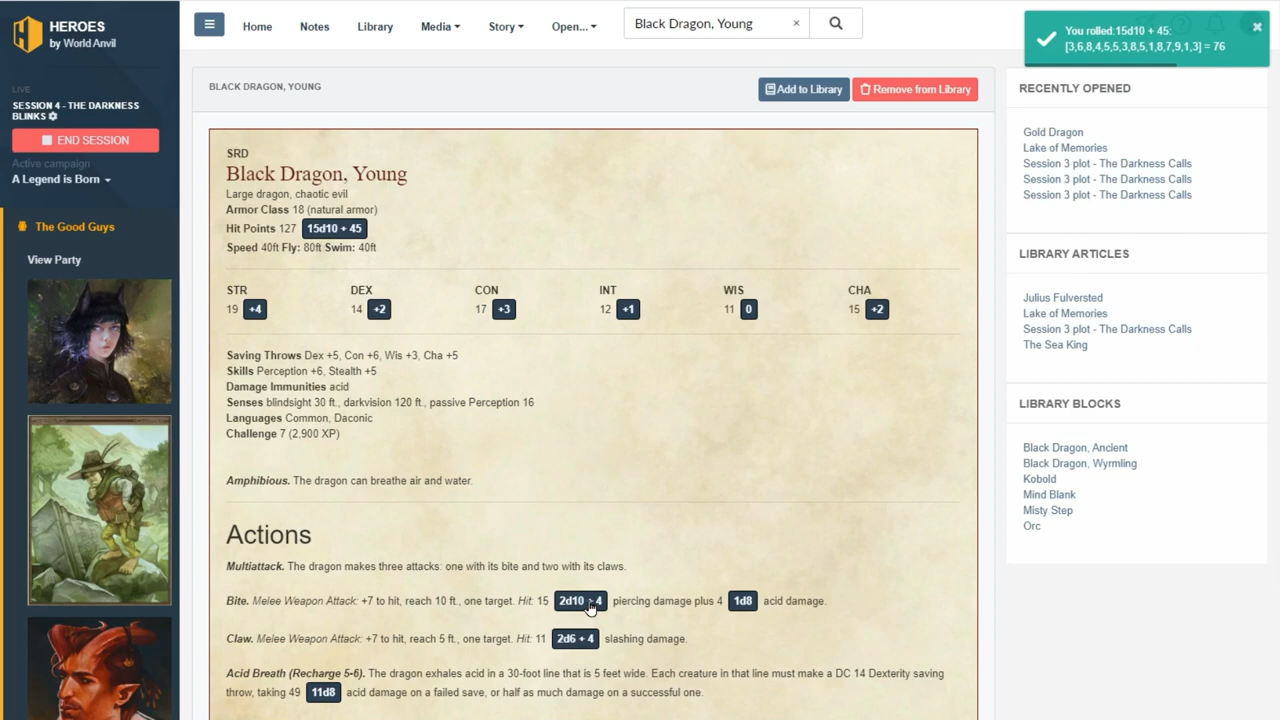 HEROES
by World Anvil
LIVE
SESSION 4 - THE DARKNESS
BLINKS
END SESSION
Active campaign
A Legend is Born
The Good Guys
View Party
Home
Notes
Library
Media
Story
Open...
Black Dragon, Young
×
You rolled:15d10 + 45:
[3,6,8,4,5,5,3,8,5,1,8,7,9,1,3] = 76
×
BLACK DRAGON, YOUNG
Add to Library
Remove from Library
SRD
Black Dragon, Young
Large dragon, chaotic evil
Armor Class 18 (natural armor)
Hit Points 127 15d10 + 45
Speed 40ft Fly: 80ft Swim: 40ft
STR DEX CON INT WIS CHA
19 +4 14 +2 17 +3 12 +1 11 0 15 +2
Saving Throws Dex +5, Con +6, Wis +3, Cha +5
Skills Perception +6, Stealth +5
Damage Immunities acid
Senses blindsight 30 ft., darkvision 120 ft., passive Perception 16
Languages Common, Daconic
Challenge 7 (2,900 XP)
Amphibious. The dragon can breathe air and water.
Actions
Multiattack. The dragon makes three attacks: one with its bite and two with its claws.
Bite. Melee Weapon Attack: +7 to hit, reach 10 ft., one target. Hit: 15 2d10 + 4 piercing damage plus 4 1d8 acid damage.
Claw. Melee Weapon Attack: +7 to hit, reach 5 ft., one target. Hit: 11 2d6 + 4 slashing damage.
Acid Breath (Recharge 5-6). The dragon exhales acid in a 30-foot line that is 5 feet wide. Each creature in that line must make a DC 14 Dexterity saving
throw, taking 49 11d8 acid damage on a failed save, or half as much damage on a successful one.
RECENTLY OPENED
Gold Dragon
Lake of Memories
Session 3 plot - The Darkness Calls
Session 3 plot - The Darkness Calls
Session 3 plot - The Darkness Calls
LIBRARY ARTICLES
Julius Fulversted
Lake of Memories
Session 3 plot - The Darkness Calls
The Sea King
LIBRARY BLOCKS
Black Dragon, Ancient
Black Dragon, Wyrmling
Kobold
Mind Blank
Misty Step
Orc